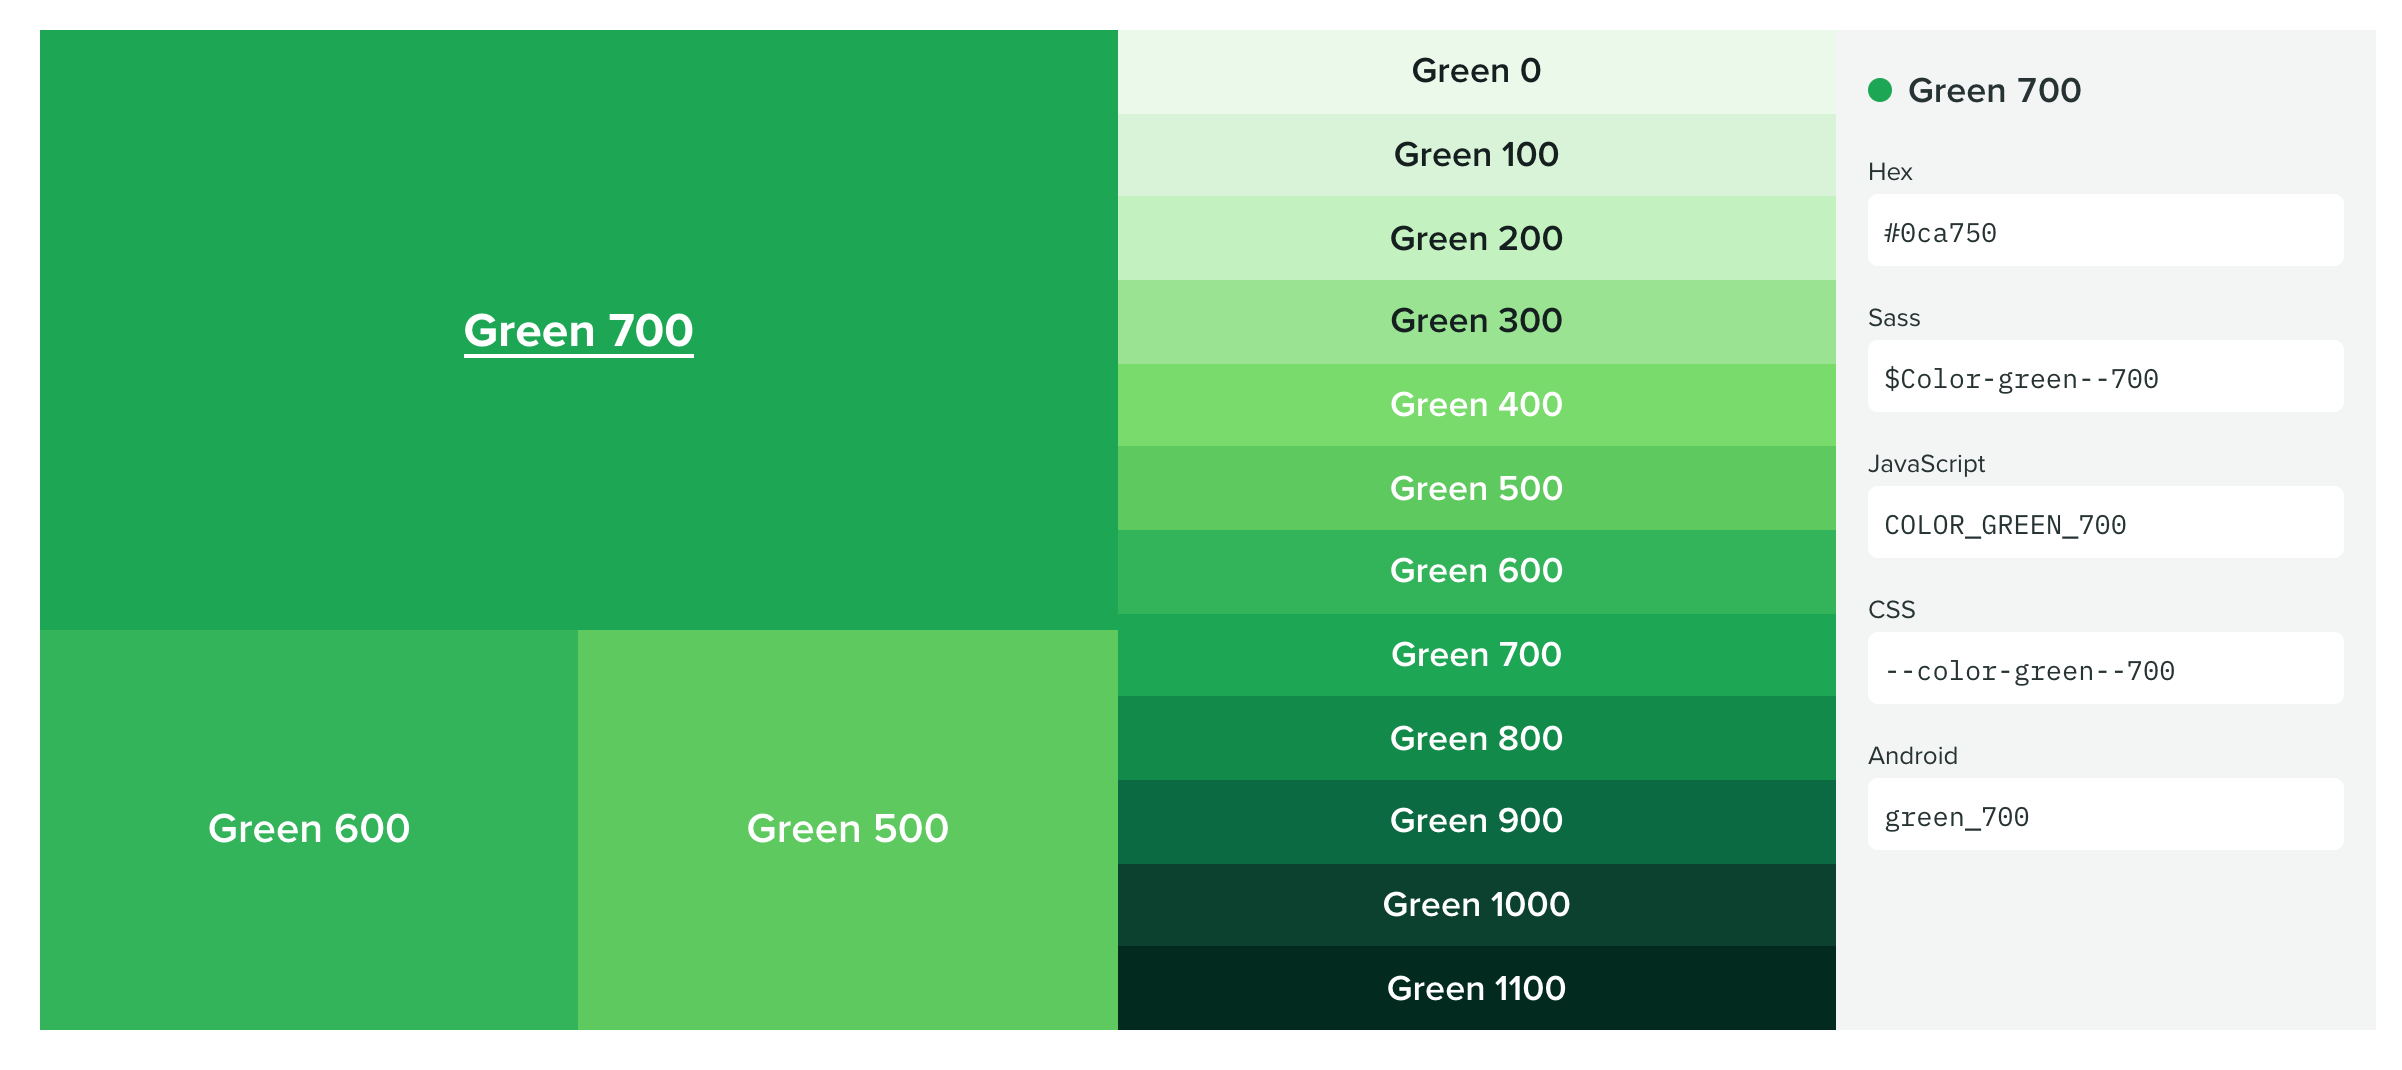 Green 700
Green 600
Green 500
Green 0
Green 100
Green 200
Green 300
Green 400
Green 500
Green 600
Green 700
Green 800
Green 900
Green 1000
Green 1100
Green 700
Hex
#0ca750
Sass
$Color-green--700
JavaScript
COLOR_GREEN_700
CSS
--color-green--700
Android
green_700